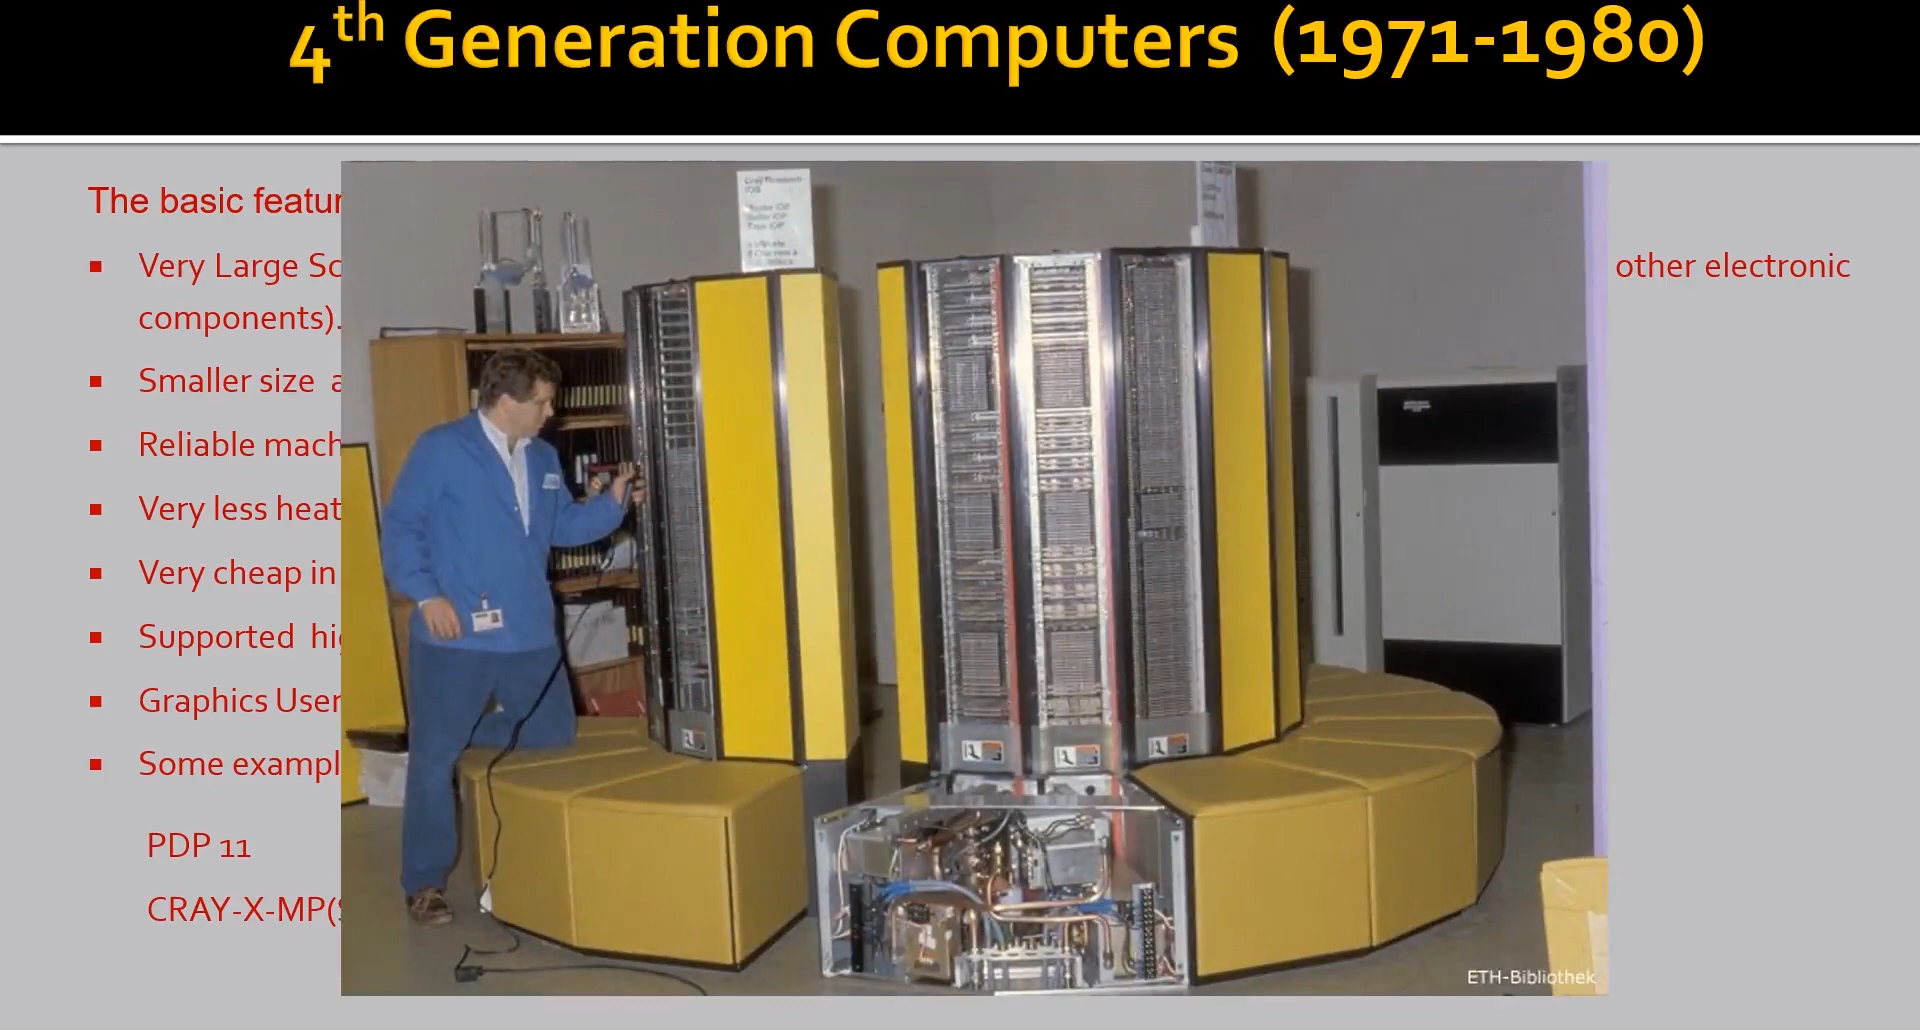 4th Generation Computers (1971-1980)
The basic featur
Very Large Sc other electronic
components).
Smaller size a
Reliable mach
Very less heat
Very cheap in
Supported hig
Graphics User
Some exampl
PDP 11
CRAY-X-MP(S
ETH-Bibliothek